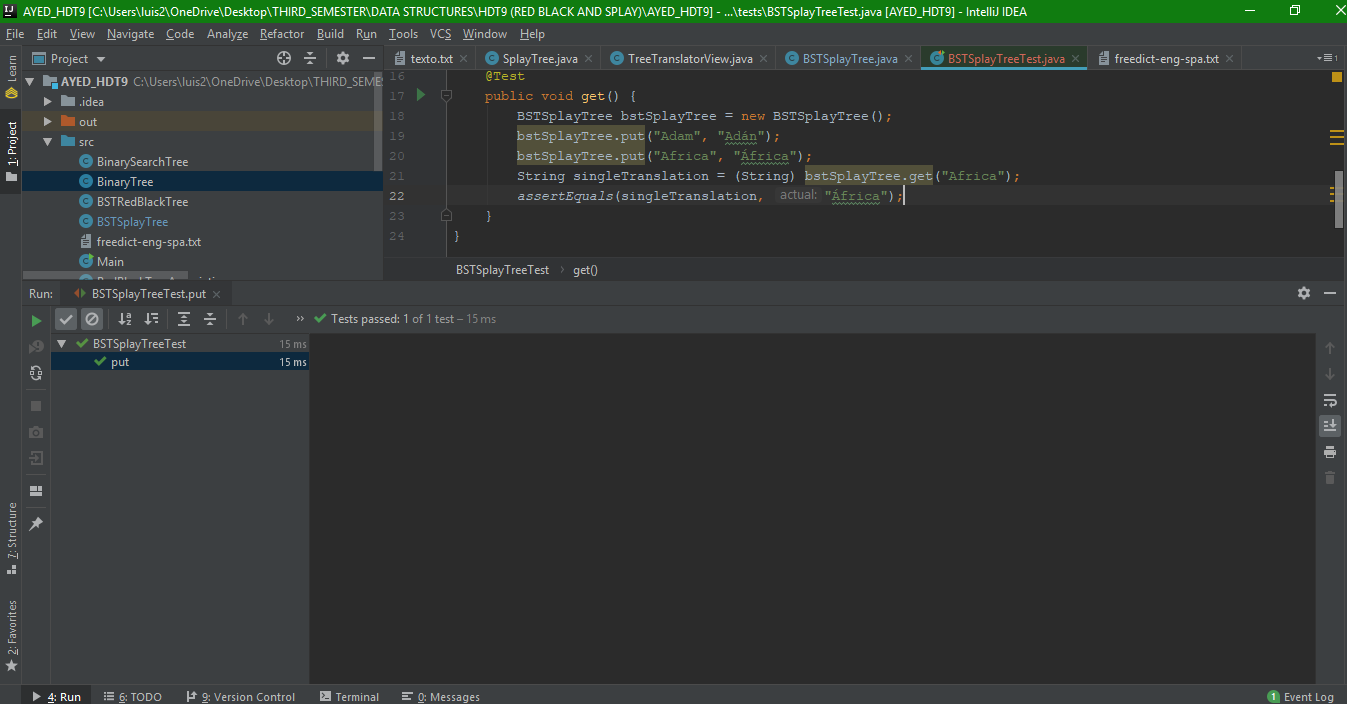 AYED_HDT9 [C:\Users\luis2\OneDrive\Desktop\THIRD_SEMESTER\DATA STRUCTURES\HDT9 (RED BLACK AND SPLAY)\AYED_HDT9] - ...\tests\BSTSplayTreeTest.java [AYED_HDT9] - IntelliJ IDEA
File Edit View Navigate Code Analyze Refactor Build Run Tools VCS Window Help
Project
texto.txt SplayTree.java TreeTranslatorView.java BSTSplayTree.java BSTSplayTreeTest.java freedict-eng-spa.txt 1
Learn
1: Project
7: Structure
2: Favorites
AYED_HDT9 C:\Users\luis2\OneDrive\Desktop\THIRD_SEME
.idea
out
src
BinarySearchTree
BinaryTree
BSTRedBlackTree
BSTSplayTree
freedict-eng-spa.txt
Main
16 @Test
17 public void get() {
18 BSTSplayTree bstSplayTree = new BSTSplayTree();
19 bstSplayTree.put("Adam", "Adán");
20 bstSplayTree.put("Africa", "África");
21 String singleTranslation = (String) bstSplayTree.get("Africa");
22 assertEquals(singleTranslation, actual: "África");
23 }
24 }
BSTSplayTreeTest › get()
Run: BSTSplayTreeTest.put
» Tests passed: 1 of 1 test – 15 ms
BSTSplayTreeTest 15 ms
put 15 ms
4: Run 6: TODO 9: Version Control Terminal 0: Messages 1 Event Log